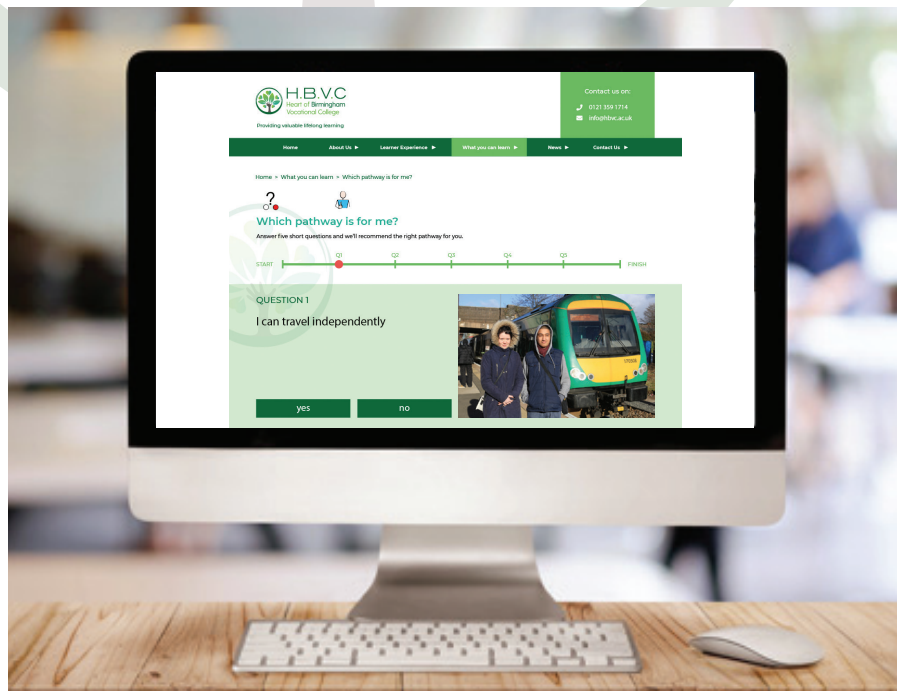 H.B.V.C
Heart of Birmingham
Vocational College
Providing valuable lifelong learning
Contact us on:
0121 359 1714
info@hbvc.ac.uk
Home About Us ▶ Learner Experience ▶ What you can learn ▶ News ▶ Contact Us ▶
Home » What you can learn » Which pathway is for me?
?
Which pathway is for me?
Answer five short questions and we'll recommend the right pathway for you.
START Q1 Q2 Q3 Q4 Q5 FINISH
QUESTION 1
I can travel independently
yes no